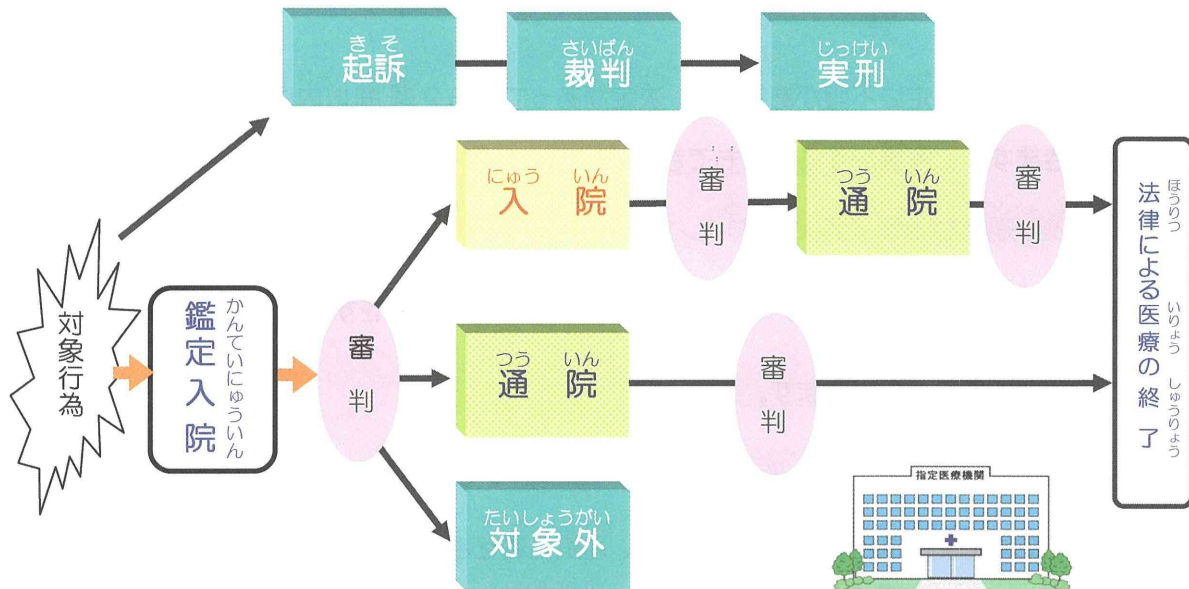 きそ
起訴
さいばん
裁判
じっけい
実刑
にゅう いん
入 院
審判
つう いん
通 院
審判
ほうりつ いりょう しゅうりょう
法律による医療の終了
対象行為
かんていにゅういん
鑑定入院
審判
つう いん
通 院
審判
たいしょうがい
対象外
指定医療機関